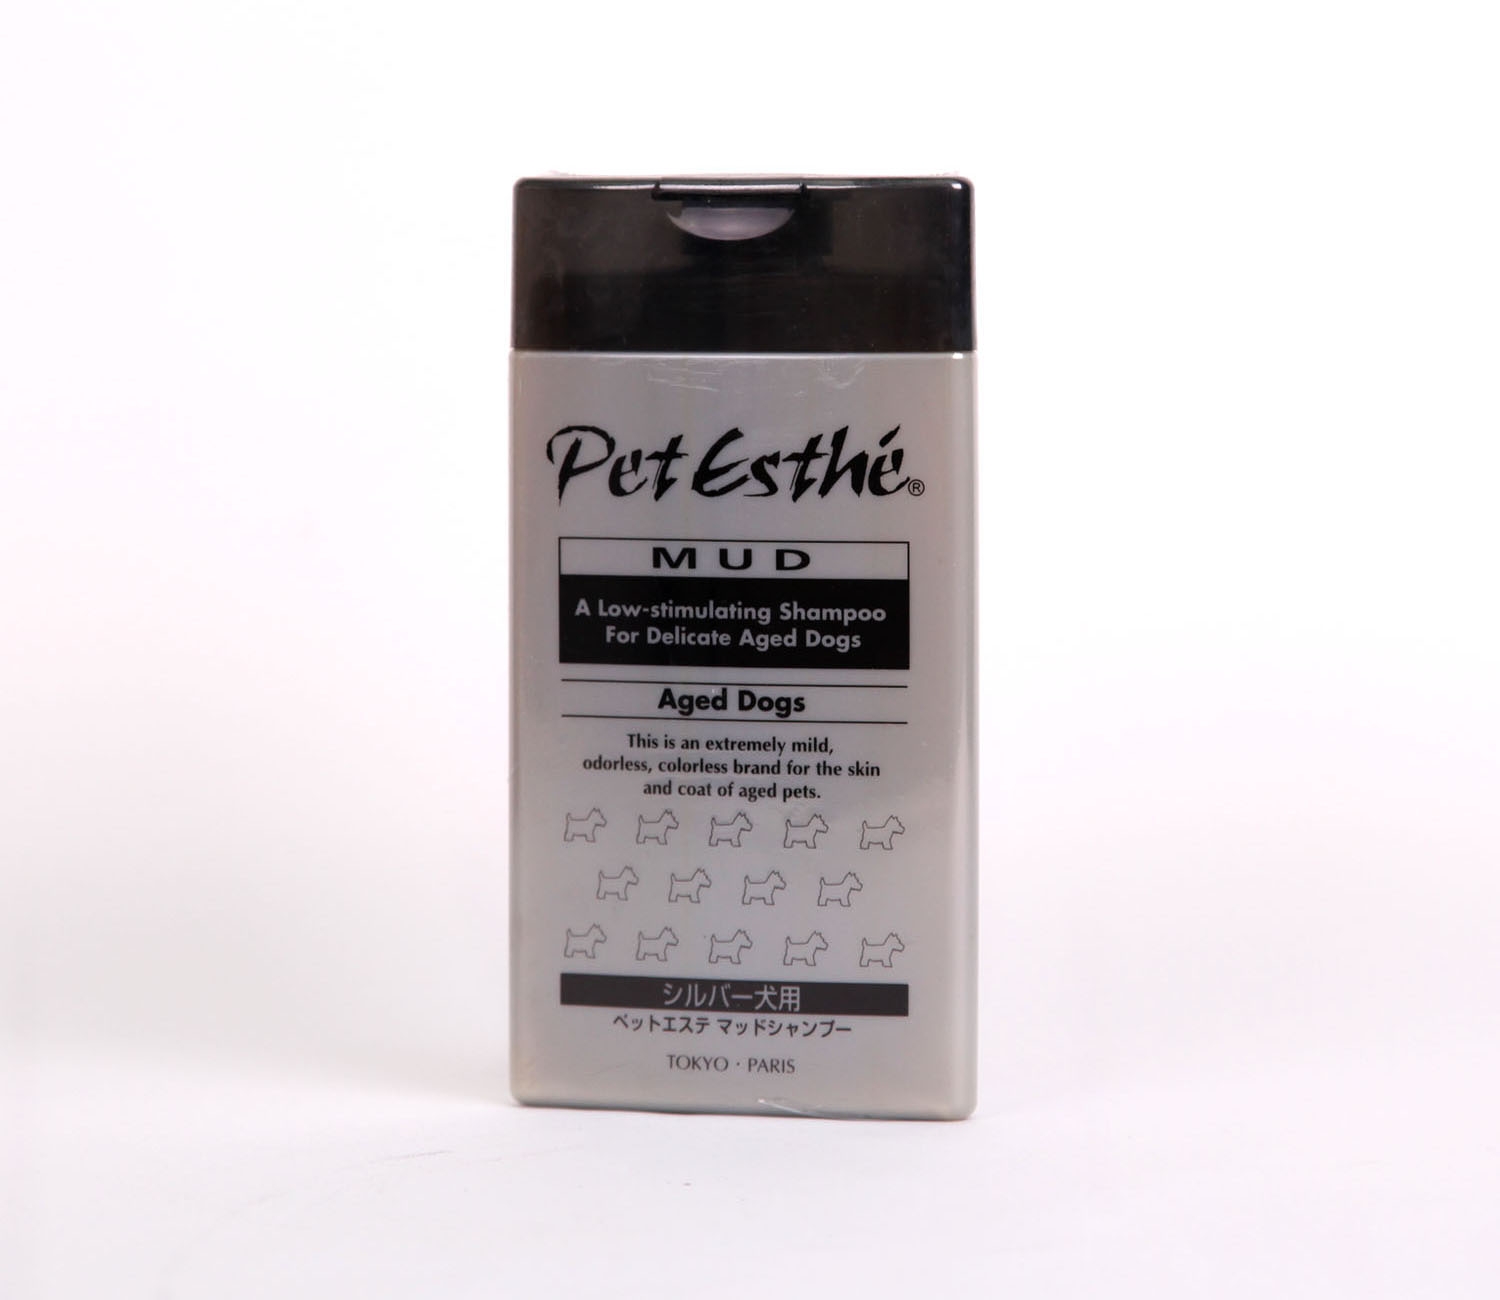 Pet Esthé®
MUD
A Low-stimulating Shampoo
For Delicate Aged Dogs
Aged Dogs
This is an extremely mild,
odorless, colorless brand for the skin
and coat of aged pets.
シルバー犬用
ペットエステ マッドシャンプー
TOKYO・PARIS